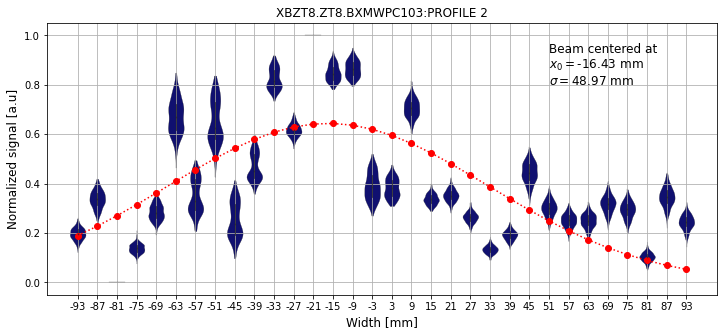 XBZT8.ZT8.BXMWPC103:PROFILE 2
Beam centered at
x₀ = -16.43 mm
σ = 48.97 mm
Normalized signal [a.u]
1.0
0.8
0.6
0.4
0.2
0.0
-93 -87 -81 -75 -69 -63 -57 -51 -45 -39 -33 -27 -21 -15 -9 -3 3 9 15 21 27 33 39 45 51 57 63 69 75 81 87 93
Width [mm]